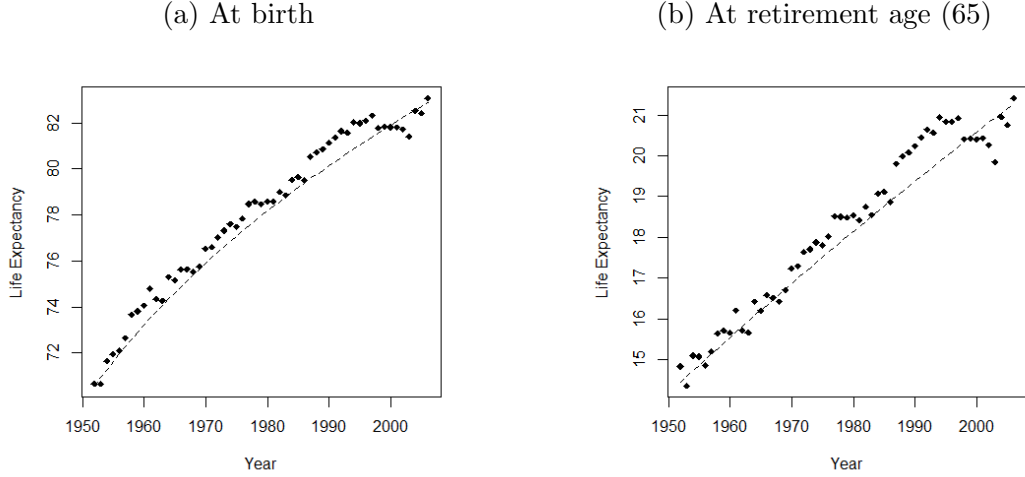 (a) At birth
(b) At retirement age (65)
Life Expectancy
82
80
78
76
74
72
1950 1960 1970 1980 1990 2000
Year
Life Expectancy
21
20
19
18
17
16
15
1950 1960 1970 1980 1990 2000
Year